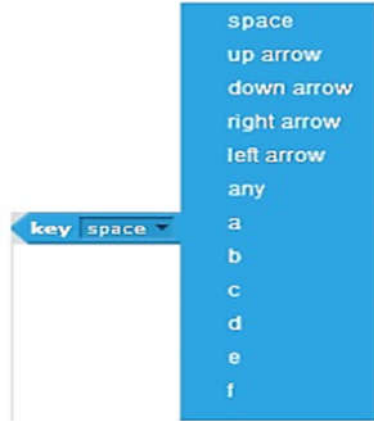 space
up arrow
down arrow
right arrow
left arrow
any
key space
a
b
c
d
e
f